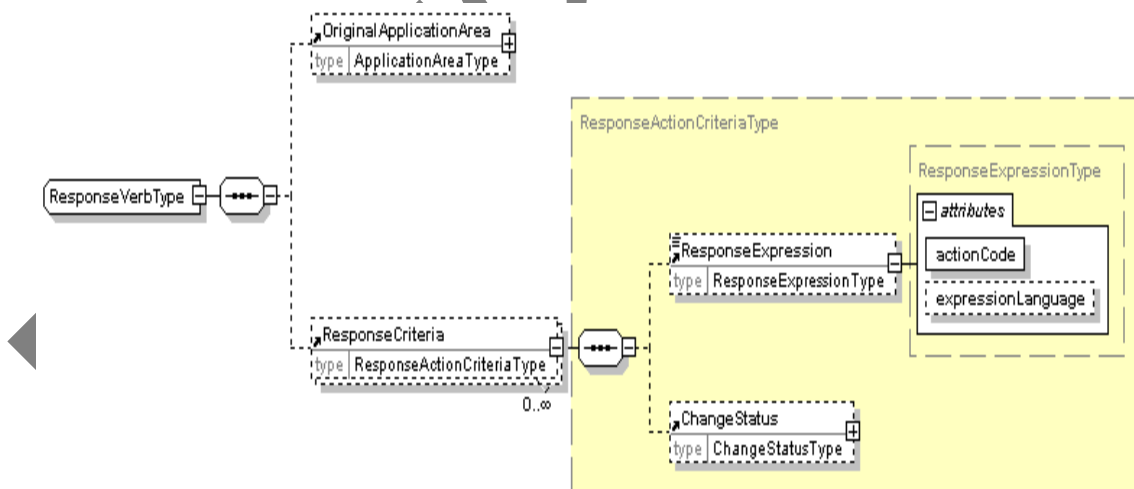 OriginalApplicationArea
type ApplicationAreaType
ResponseActionCriteriaType
ResponseExpressionType
attributes
ResponseVerbType
actionCode
ResponseExpression
type ResponseExpressionType
expressionLanguage
ResponseCriteria
type ResponseActionCriteriaType
0..∞
ChangeStatus
type ChangeStatusType